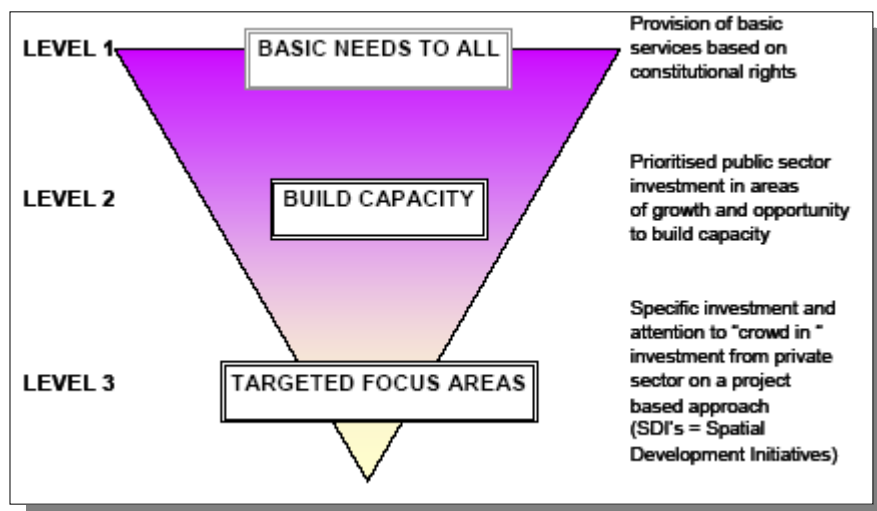 LEVEL 1
BASIC NEEDS TO ALL
Provision of basic
services based on
constitutional rights
LEVEL 2
BUILD CAPACITY
Prioritised public sector
investment in areas
of growth and opportunity
to build capacity
LEVEL 3
TARGETED FOCUS AREAS
Specific investment and
attention to "crowd in "
investment from private
sector on a project
based approach
(SDI's = Spatial
Development Initiatives)